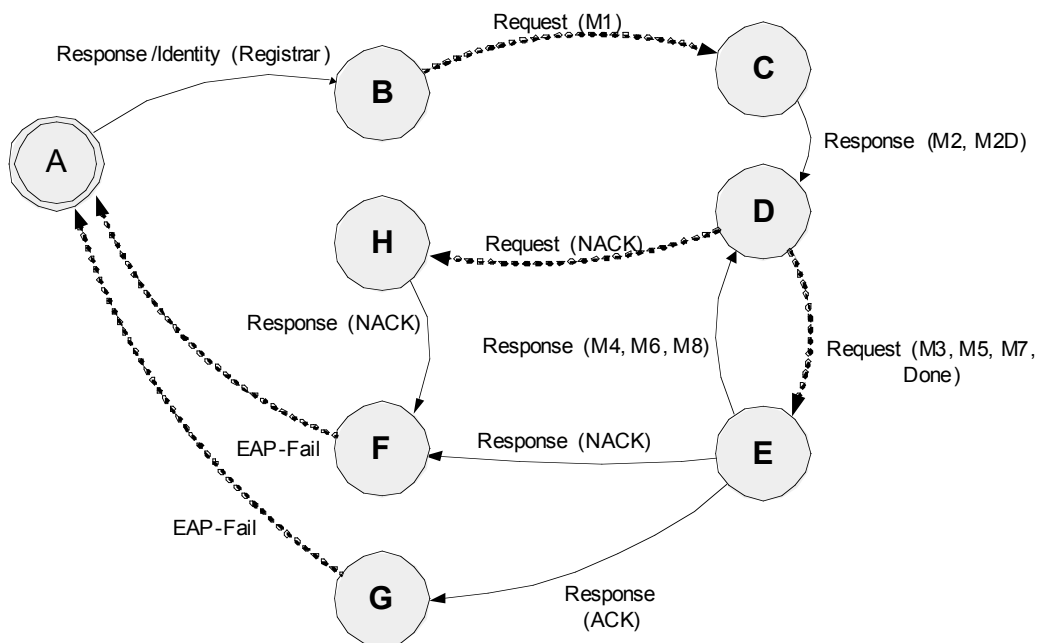 Request (M1)
Response/Identity (Registrar)
B
C
A
Response (M2, M2D)
D
H
Request (NACK)
Response (NACK)
Response (M4, M6, M8)
Request (M3, M5, M7,
Done)
F
EAP-Fail
Response (NACK)
E
EAP-Fail
G
Response
(ACK)